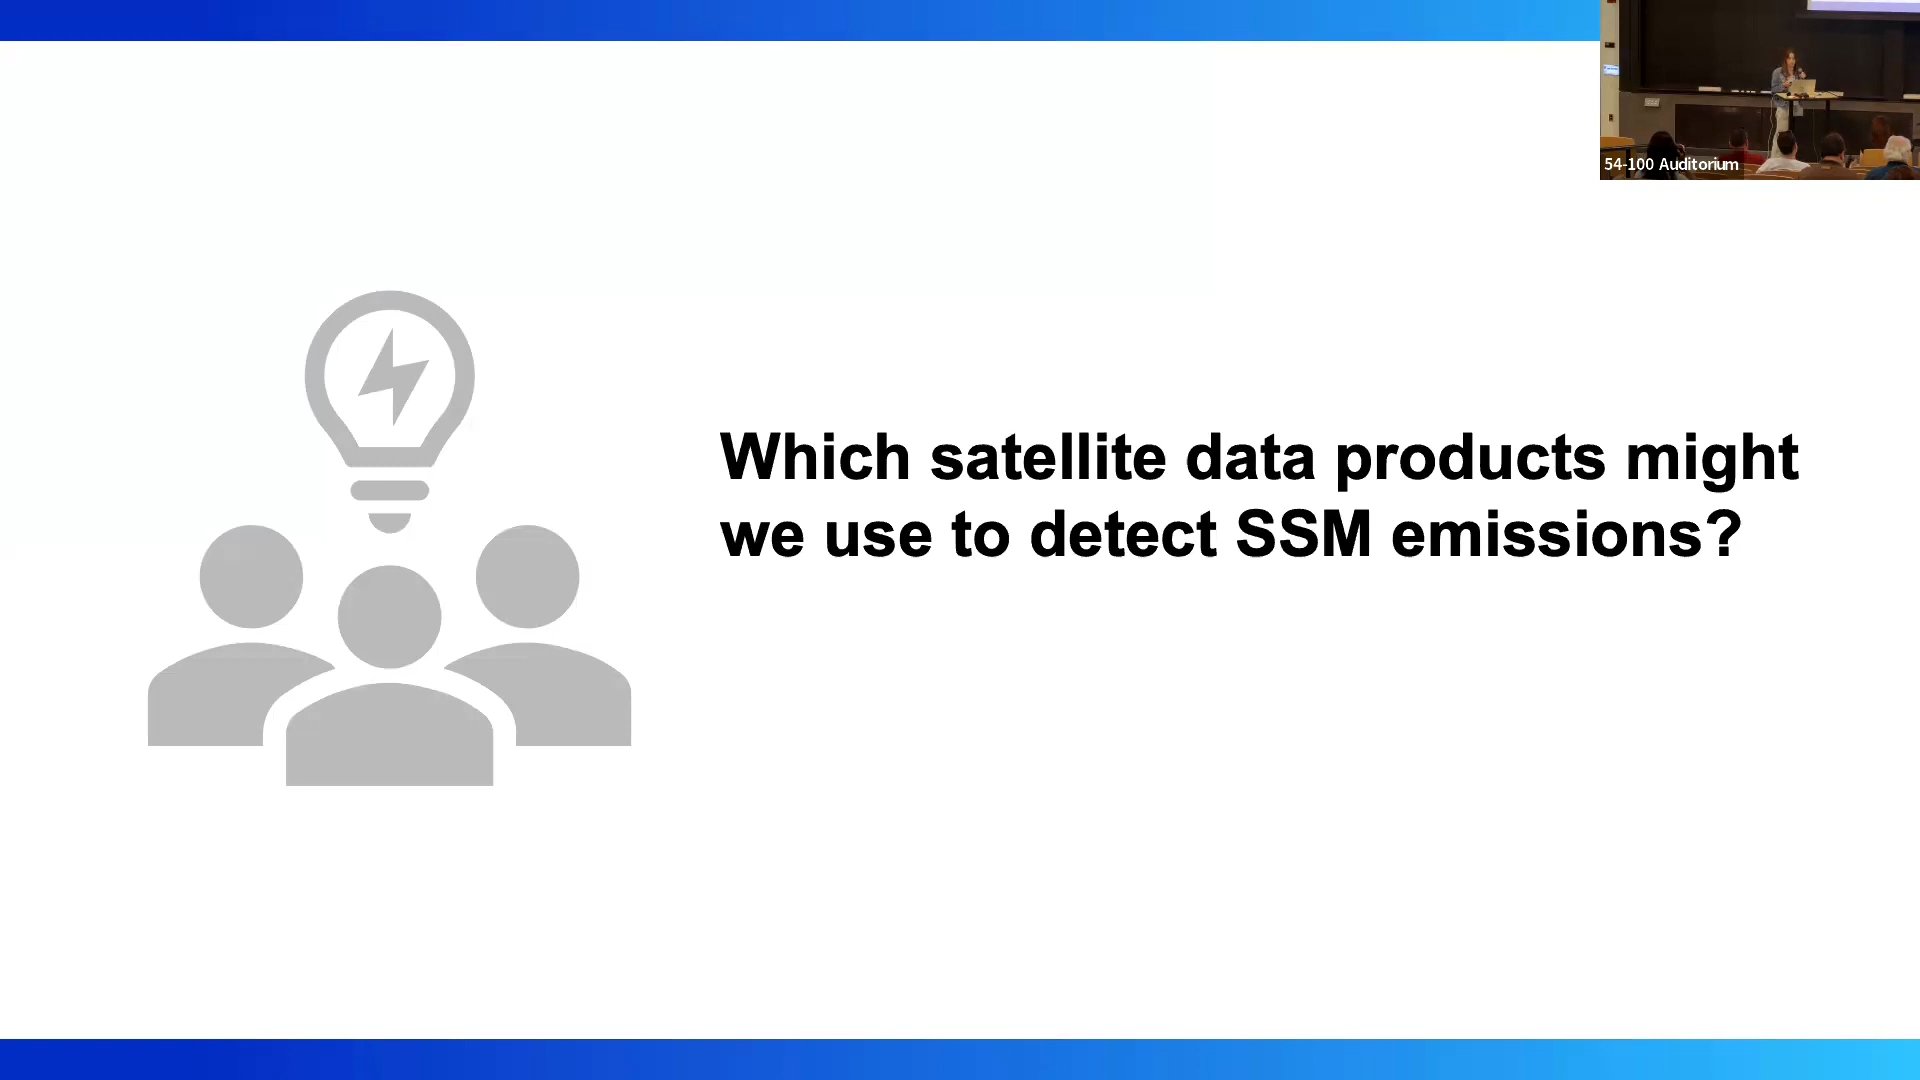 54-100 Auditorium
Which satellite data products might
we use to detect SSM emissions?